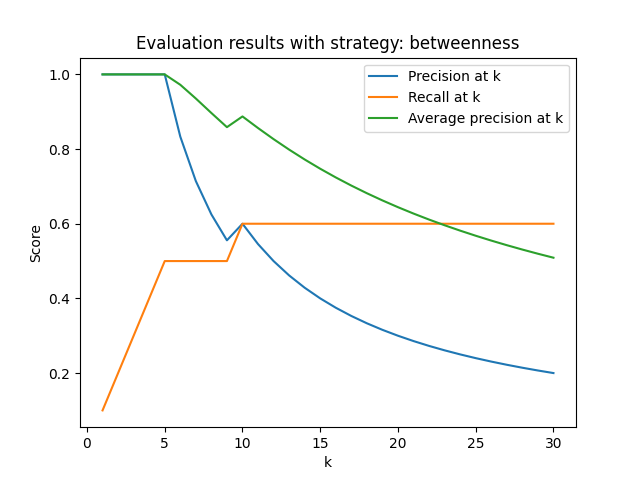 Evaluation results with strategy: betweenness
Precision at k
Recall at k
Average precision at k
Score
1.0
0.8
0.6
0.4
0.2
0 5 10 15 20 25 30
k